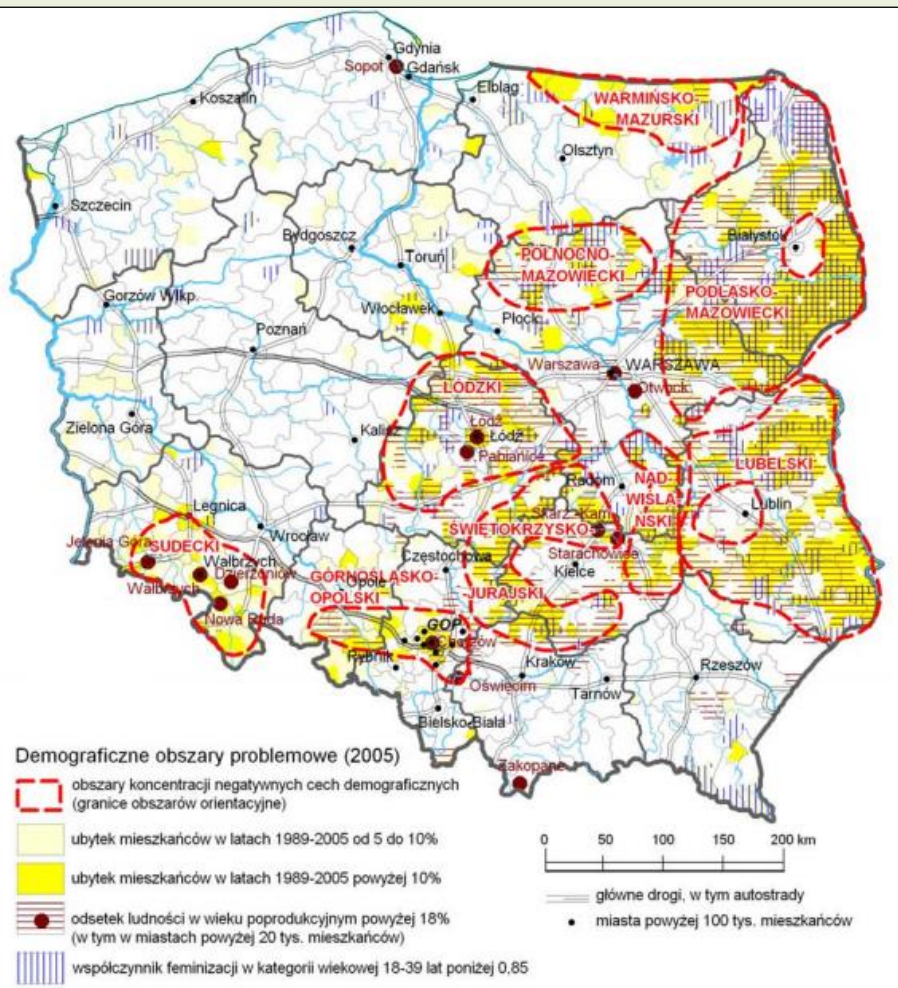 Gdynia
Sopot
Gdańsk
Koszalin
Elbląg
WARMIŃSKO-
MAZURSKI
Olsztyn
Szczecin
Białystok
Bydgoszcz
Toruń
PÓŁNOCNO-
MAZOWIECKI
PODLASKO-
MAZOWIECKI
Gorzów Wlkp.
Włocławek
Płock
Poznań
Warszawa
WARSZAWA
Otwock
ŁÓDZKI
Łódź
Łódź
Pabianice
Zielona Góra
Kalisz
Radom
NAD-
WIŚLA-
ŃSKI
LUBELSKI
Lublin
Legnica
Wrocław
Skarż.-Kam.
ŚWIĘTOKRZYSKO-
Starachowice
Kielce
-JURAJSKI
Częstochowa
Jelenia Góra
SUDECKI
Wałbrzych
Wałbrzych
Dzierżoniów
Nowa Ruda
GÓRNOŚLĄSKO-
OPOLSKI
Opole
GOP
Chorzów
Rybnik
Kraków
Oświęcim
Tarnów
Rzeszów
Bielsko-Biała
Zakopane
Demograficzne obszary problemowe (2005)
obszary koncentracji negatywnych cech demograficznych
(granice obszarów orientacyjne)
ubytek mieszkańców w latach 1989-2005 od 5 do 10%
ubytek mieszkańców w latach 1989-2005 powyżej 10%
odsetek ludności w wieku poprodukcyjnym powyżej 18%
(w tym w miastach powyżej 20 tys. mieszkańców)
współczynnik feminizacji w kategorii wiekowej 18-39 lat poniżej 0,85
0 50 100 150 200 km
główne drogi, w tym autostrady
miasta powyżej 100 tys. mieszkańców